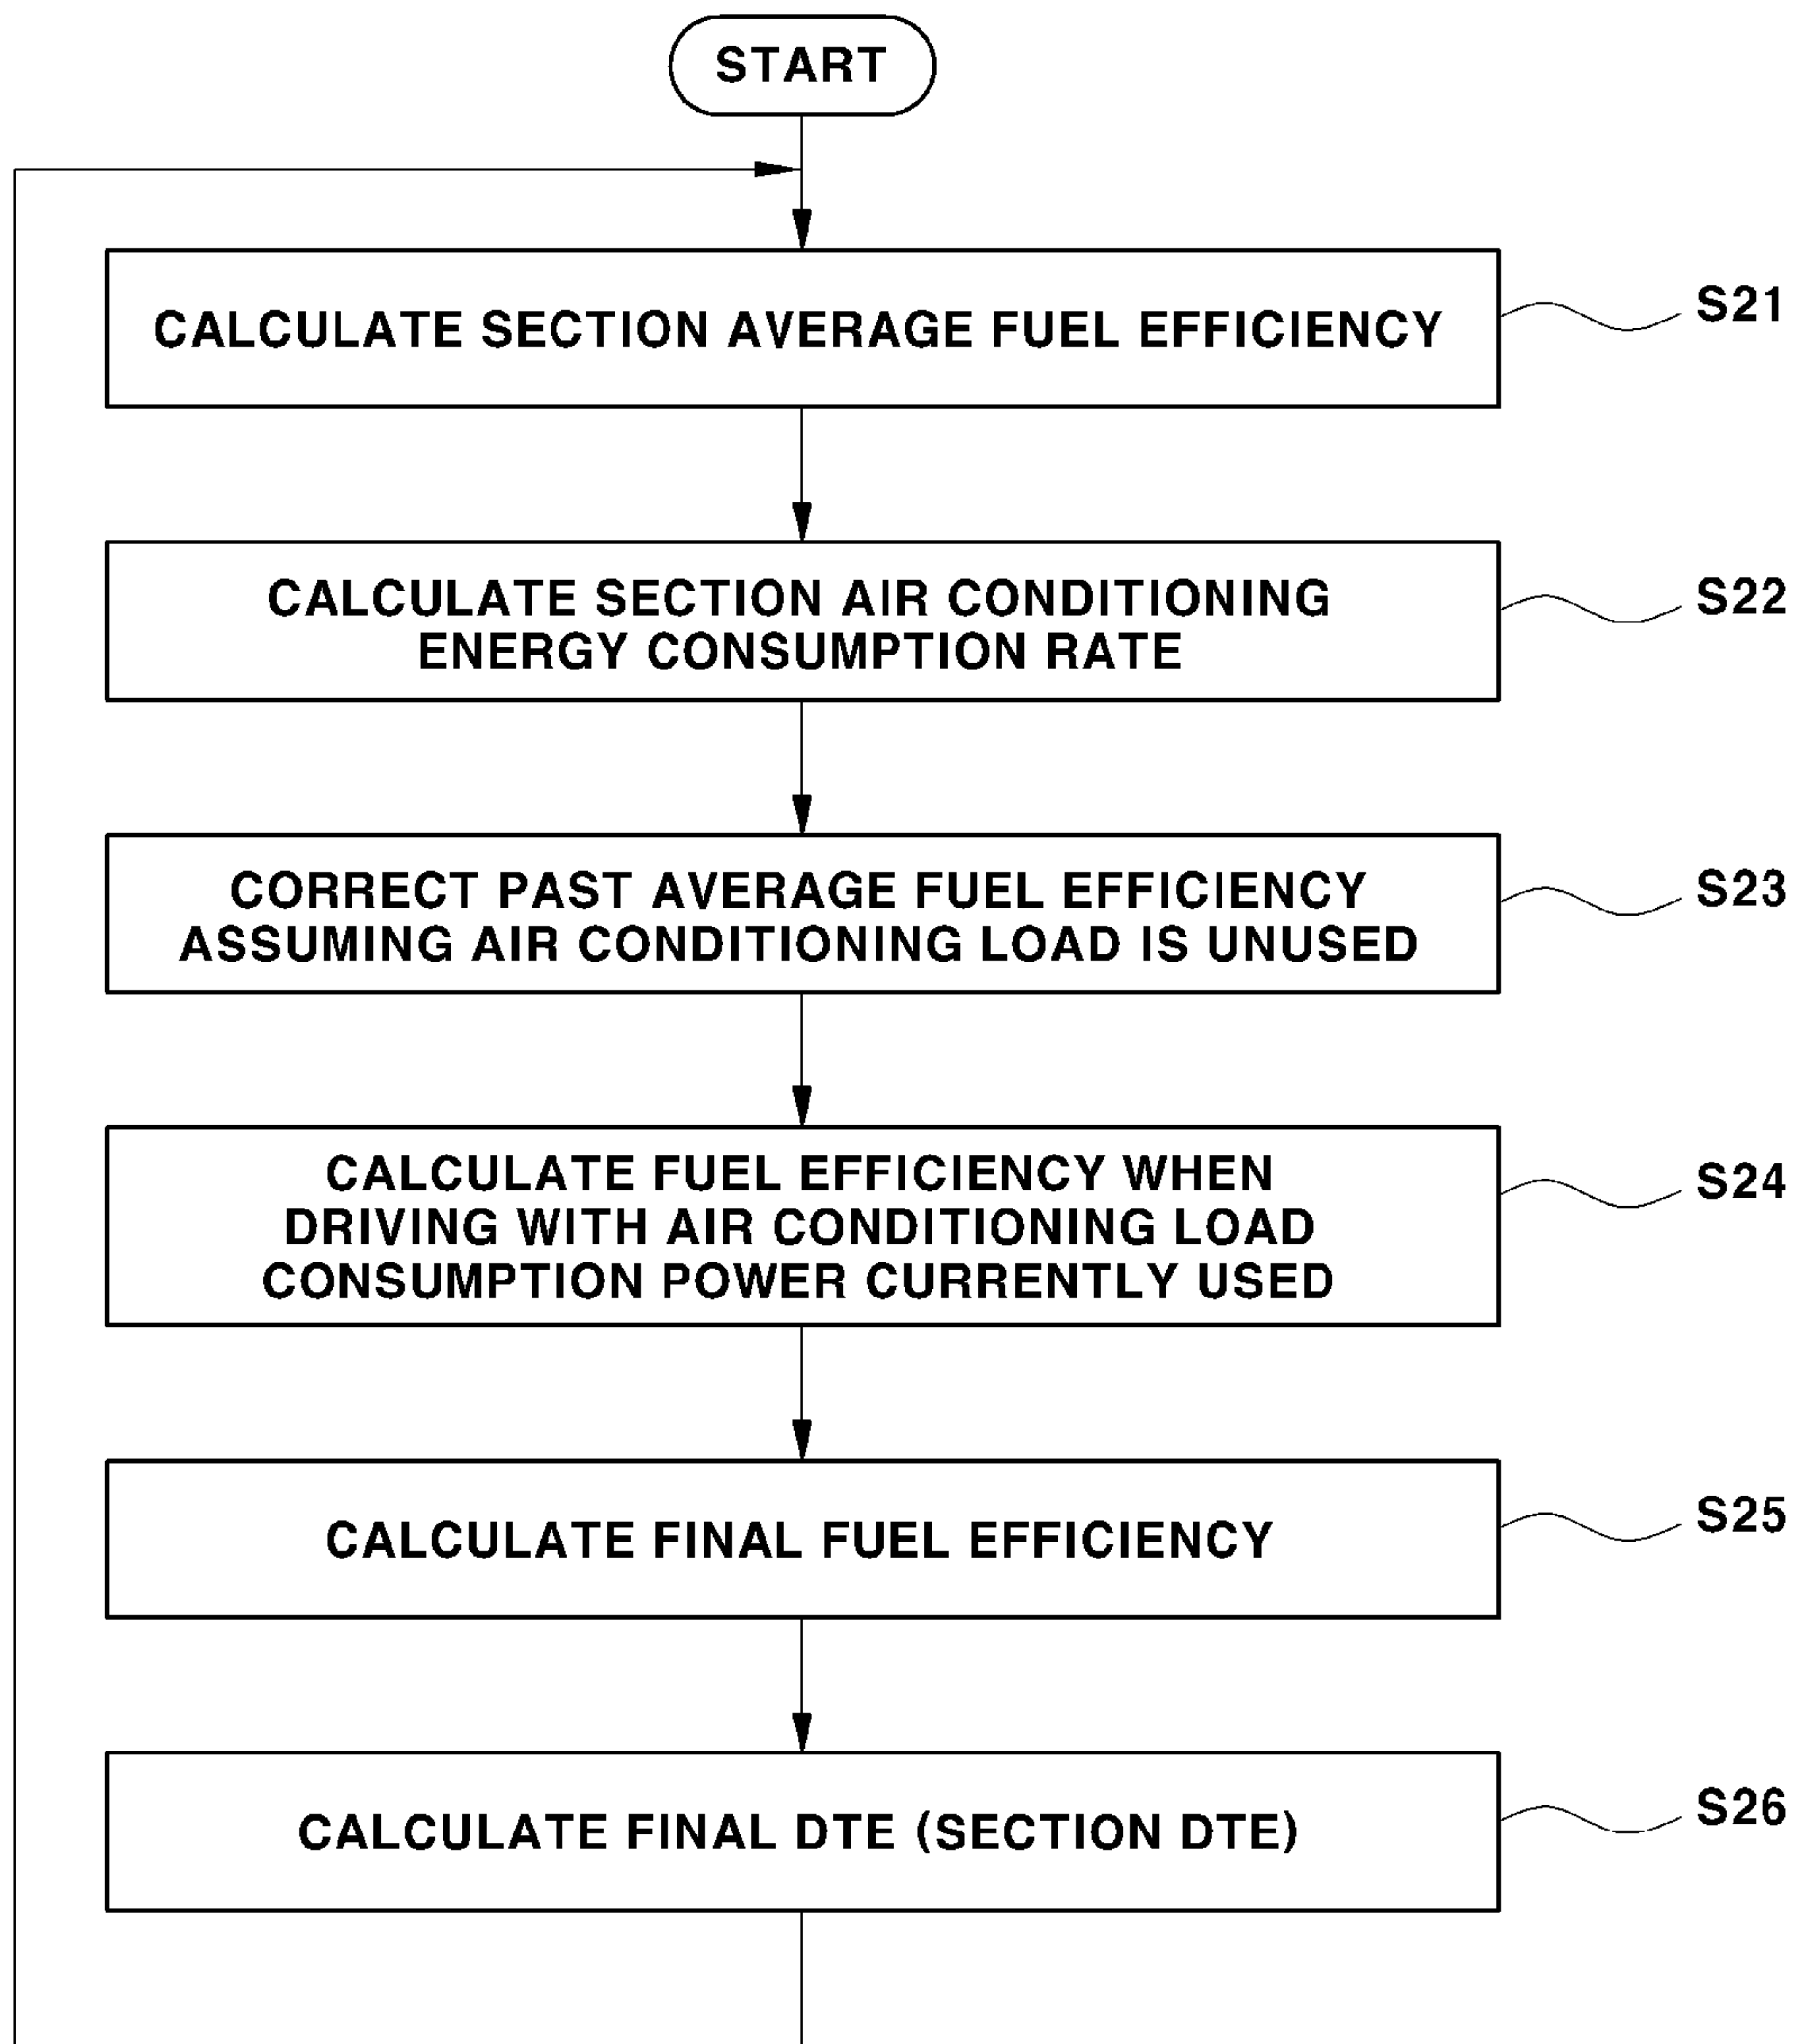 START
CALCULATE SECTION AVERAGE FUEL EFFICIENCY
S21
CALCULATE SECTION AIR CONDITIONING
ENERGY CONSUMPTION RATE
S22
CORRECT PAST AVERAGE FUEL EFFICIENCY
ASSUMING AIR CONDITIONING LOAD IS UNUSED
S23
CALCULATE FUEL EFFICIENCY WHEN
DRIVING WITH AIR CONDITIONING LOAD
CONSUMPTION POWER CURRENTLY USED
S24
CALCULATE FINAL FUEL EFFICIENCY
S25
CALCULATE FINAL DTE (SECTION DTE)
S26